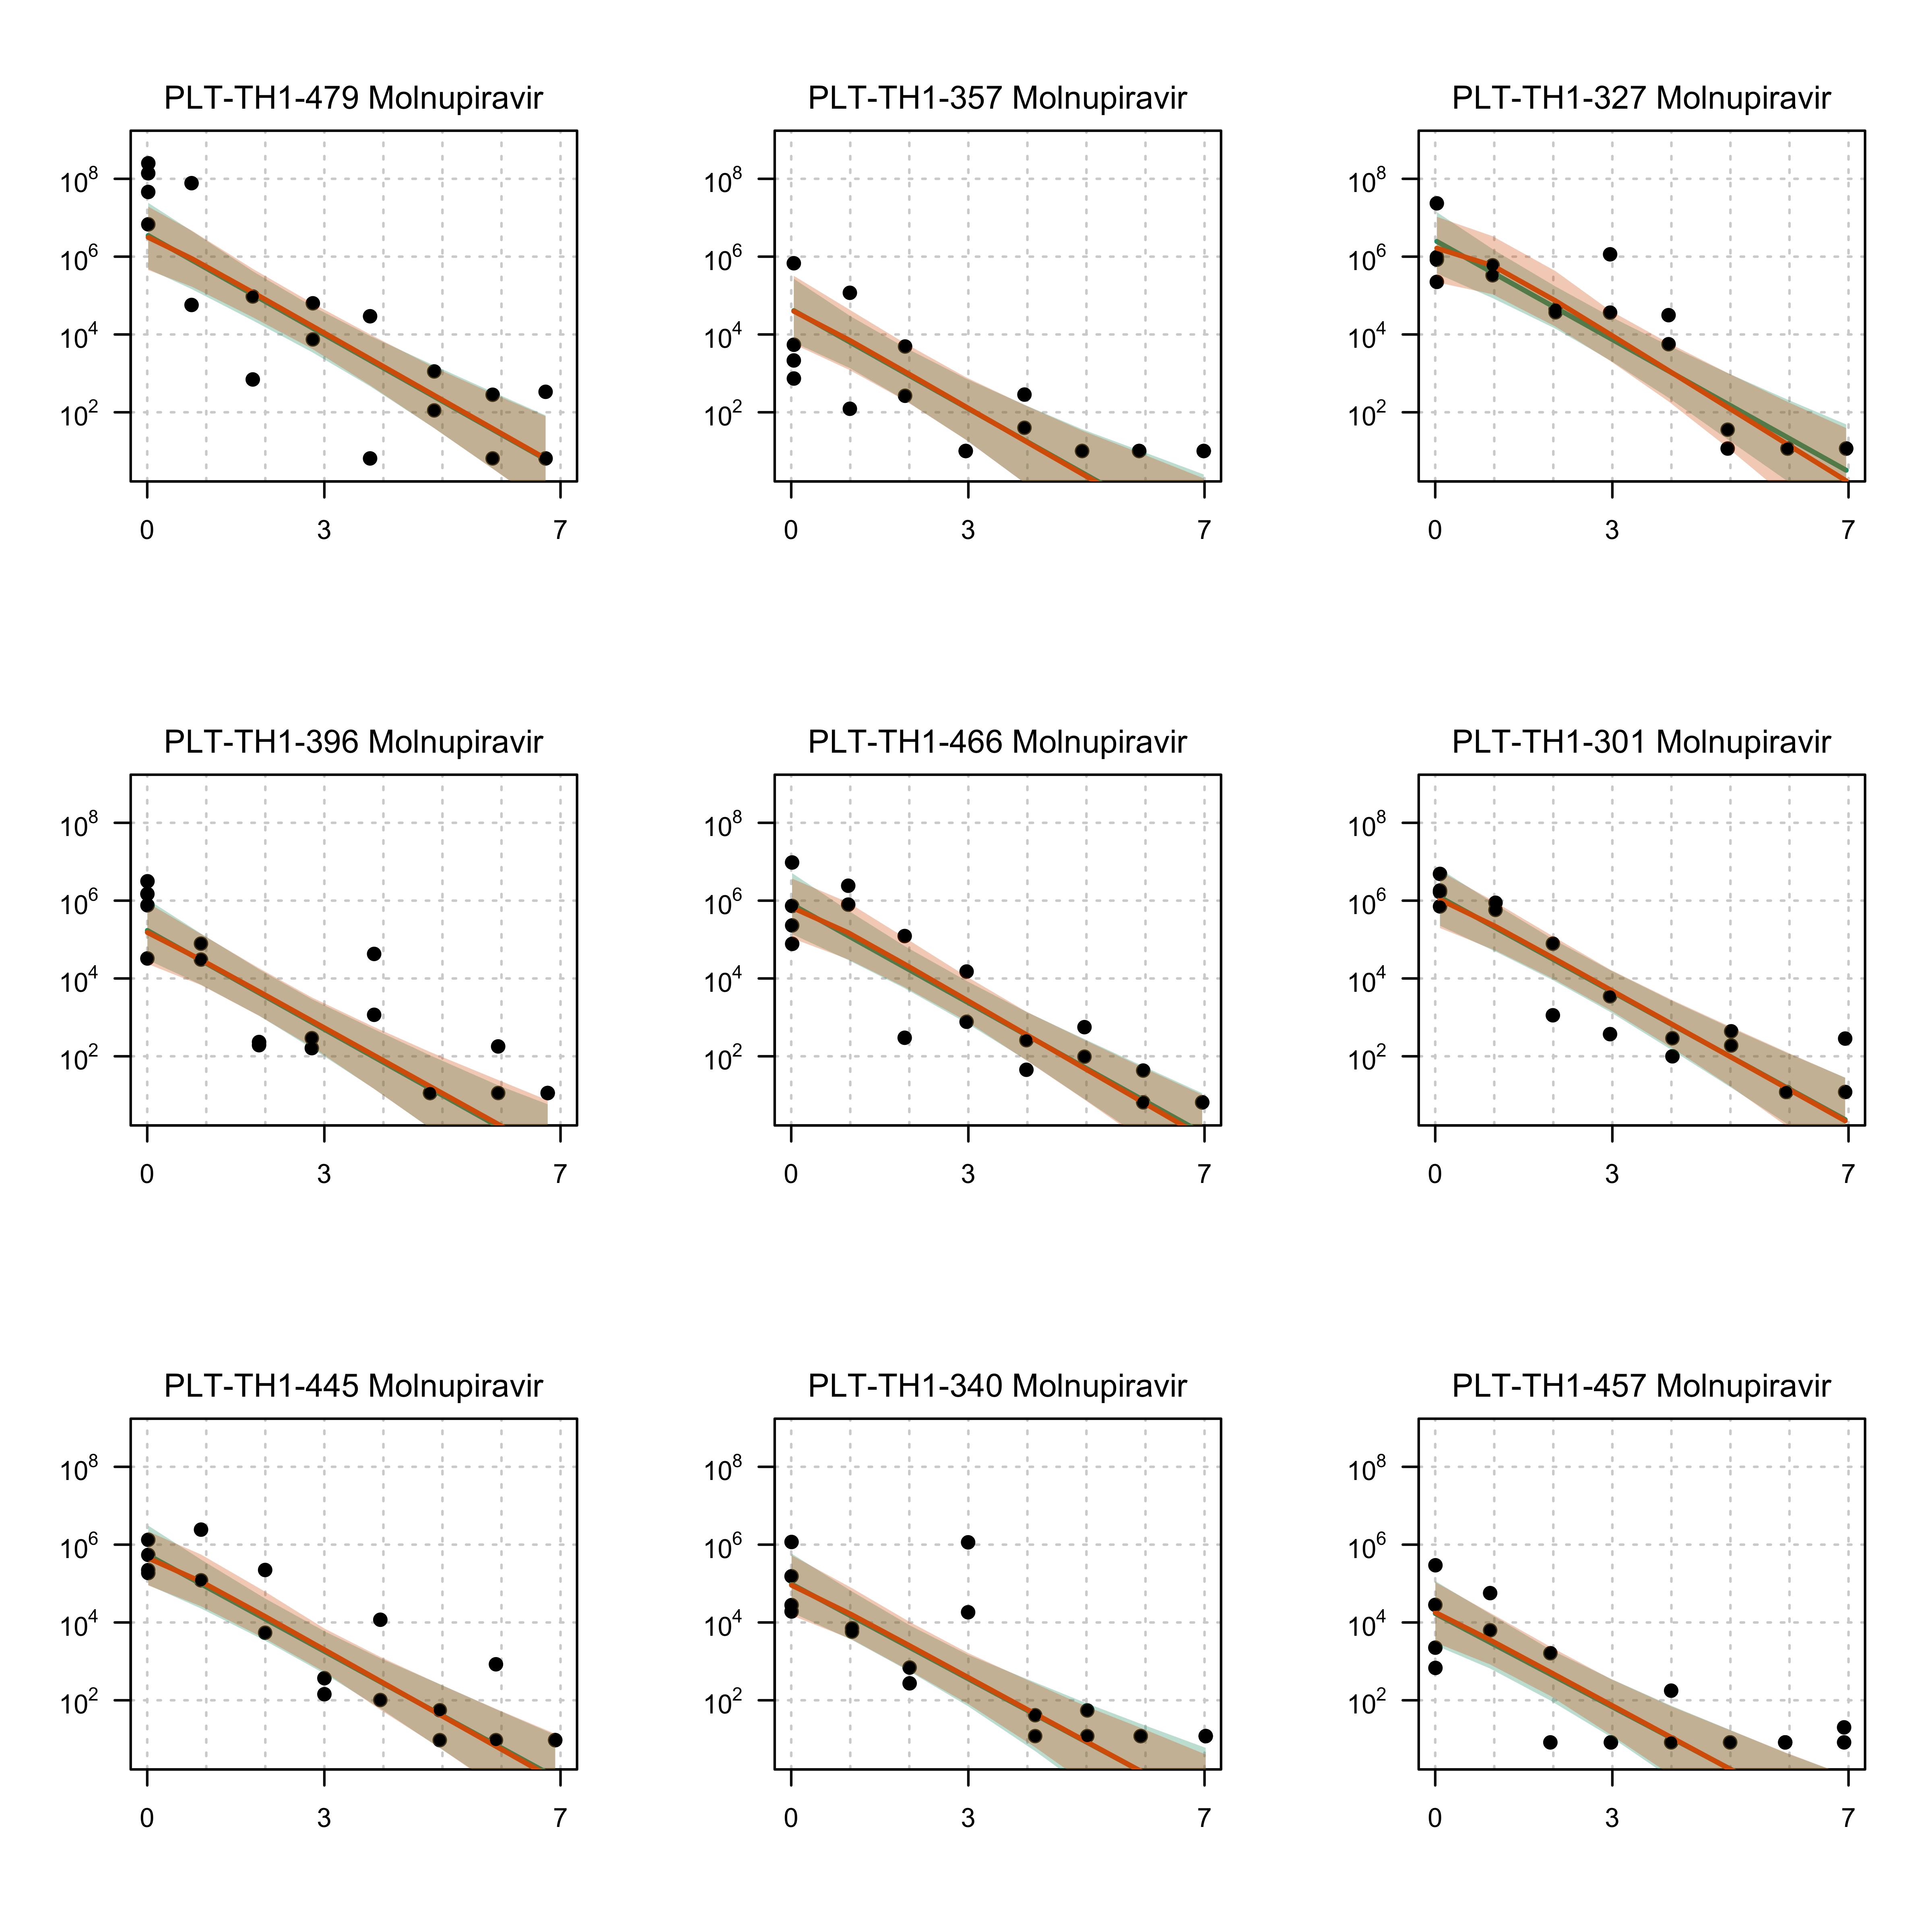 PLT-TH1-479 Molnupiravir
10^8
10^6
10^4
10^2
0 3 7
PLT-TH1-357 Molnupiravir
10^8
10^6
10^4
10^2
0 3 7
PLT-TH1-327 Molnupiravir
10^8
10^6
10^4
10^2
0 3 7
PLT-TH1-396 Molnupiravir
10^8
10^6
10^4
10^2
0 3 7
PLT-TH1-466 Molnupiravir
10^8
10^6
10^4
10^2
0 3 7
PLT-TH1-301 Molnupiravir
10^8
10^6
10^4
10^2
0 3 7
PLT-TH1-445 Molnupiravir
10^8
10^6
10^4
10^2
0 3 7
PLT-TH1-340 Molnupiravir
10^8
10^6
10^4
10^2
0 3 7
PLT-TH1-457 Molnupiravir
10^8
10^6
10^4
10^2
0 3 7